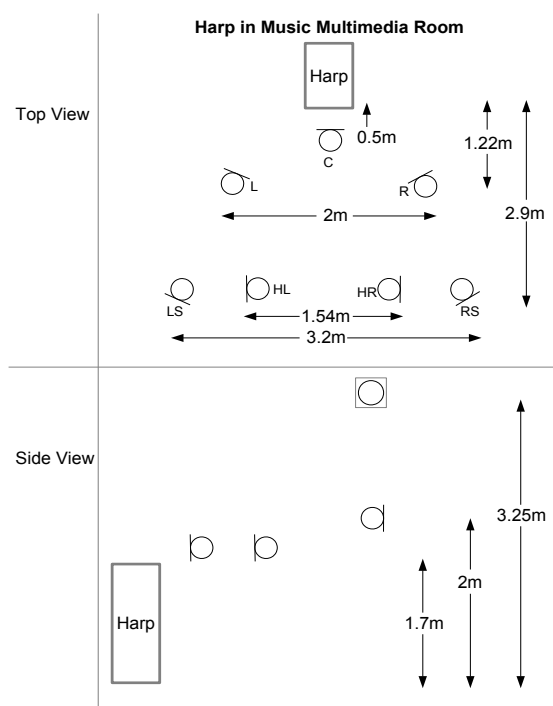 Harp in Music Multimedia Room
Harp
Top View
0.5m
1.22m
C
L
R
2m
2.9m
HL
HR
LS
RS
1.54m
3.2m
Side View
3.25m
2m
Harp
1.7m